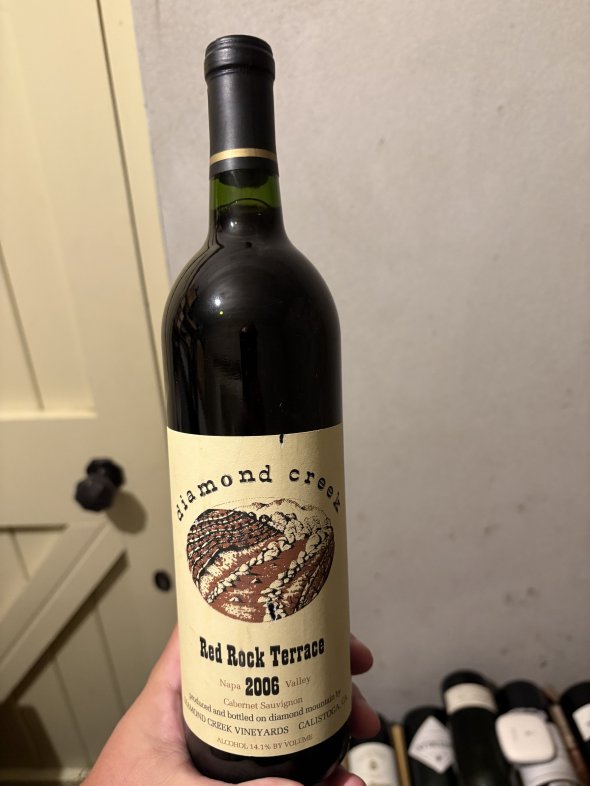 diamond creek
Red Rock Terrace
Napa 2006 Valley
Cabernet Sauvignon
produced and bottled on diamond mountain by
DIAMOND CREEK VINEYARDS CALISTOGA, CA
ALCOHOL 14.1% BY VOLUME